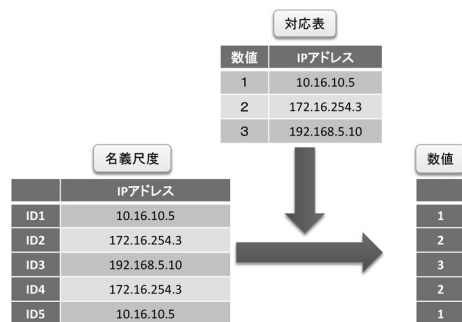 対応表
数値 IPアドレス
1 10.16.10.5
2 172.16.254.3
3 192.168.5.10
名義尺度
IPアドレス
ID1 10.16.10.5
ID2 172.16.254.3
ID3 192.168.5.10
ID4 172.16.254.3
ID5 10.16.10.5
数値
1
2
3
2
1